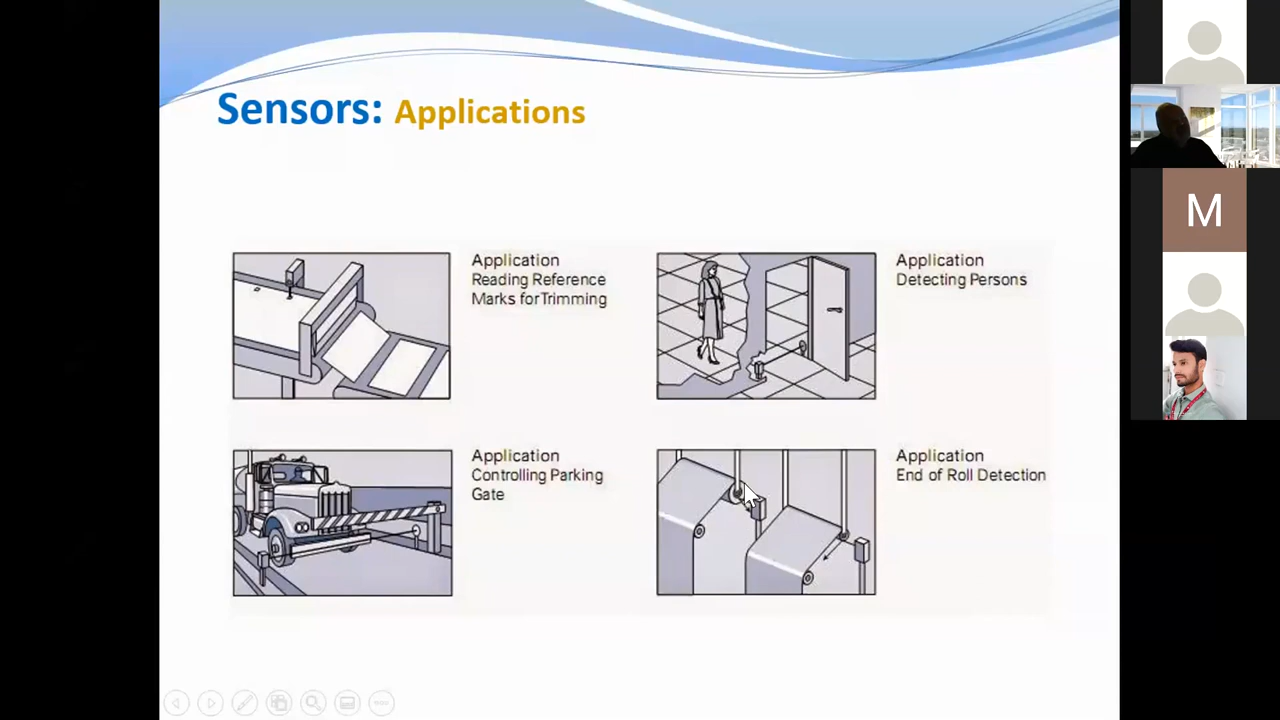 Sensors: Applications
Application
Reading Reference
Marks for Trimming
Application
Detecting Persons
Application
Controlling Parking
Gate
Application
End of Roll Detection
M